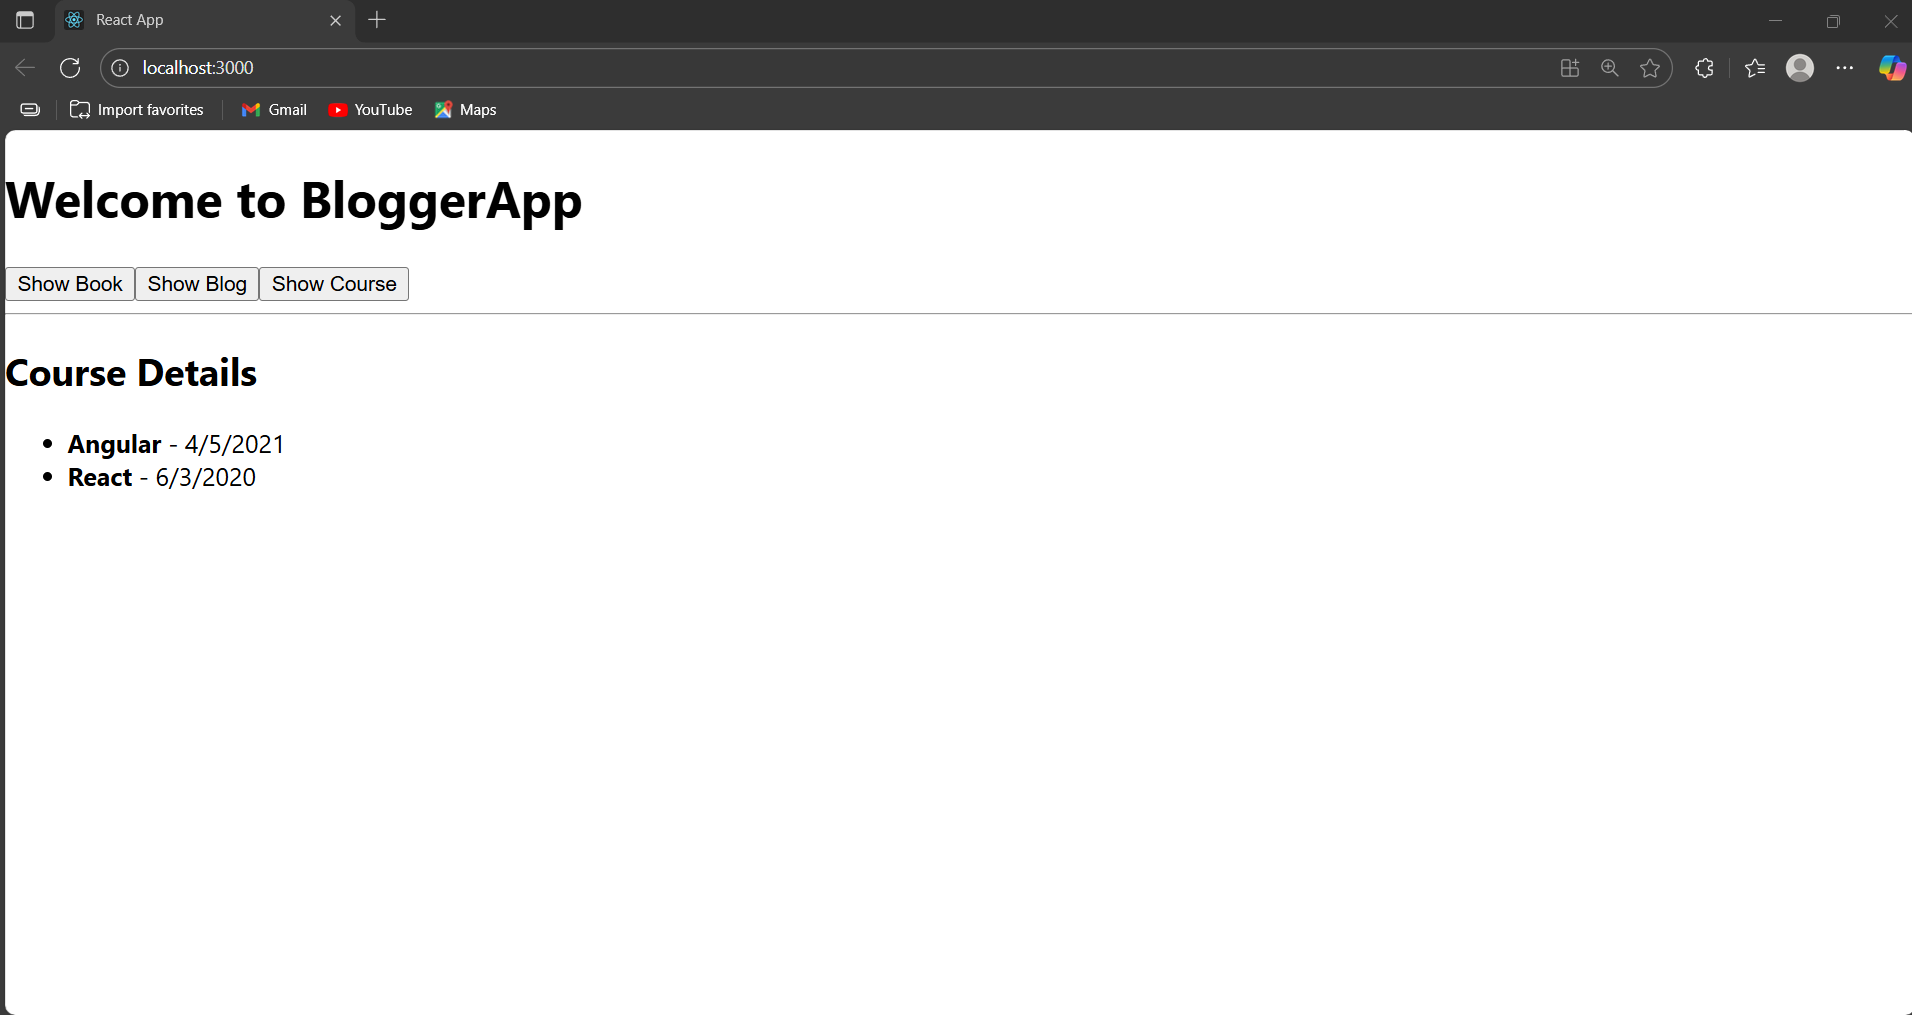 React App
localhost:3000
Import favorites Gmail YouTube Maps
Welcome to BloggerApp
Show Book Show Blog Show Course
Course Details
Angular - 4/5/2021
React - 6/3/2020